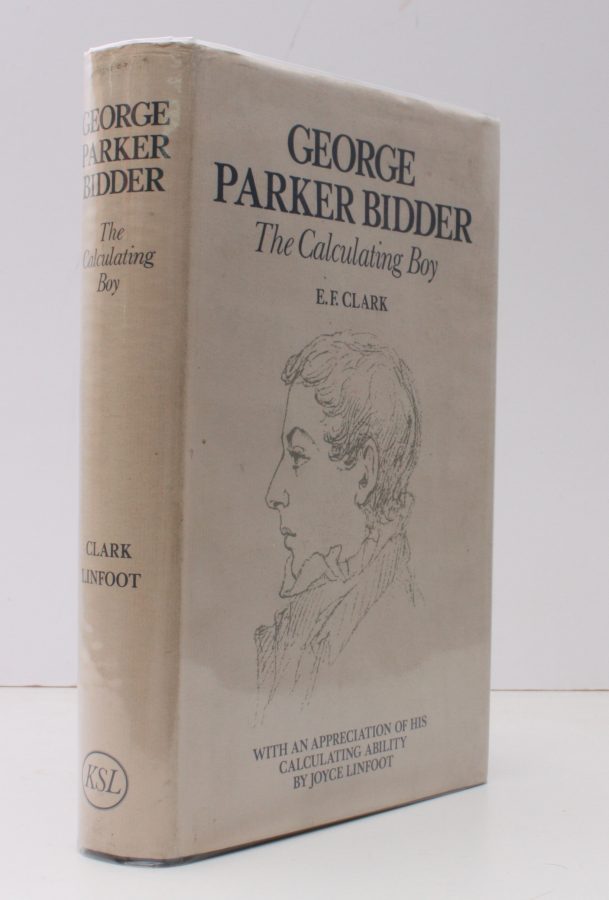 GEORGE
PARKER
BIDDER
The
Calculating
Boy
CLARK
LINFOOT
KSL
GEORGE
PARKER BIDDER
The Calculating Boy
E. F. CLARK
WITH AN APPRECIATION OF HIS
CALCULATING ABILITY
BY JOYCE LINFOOT